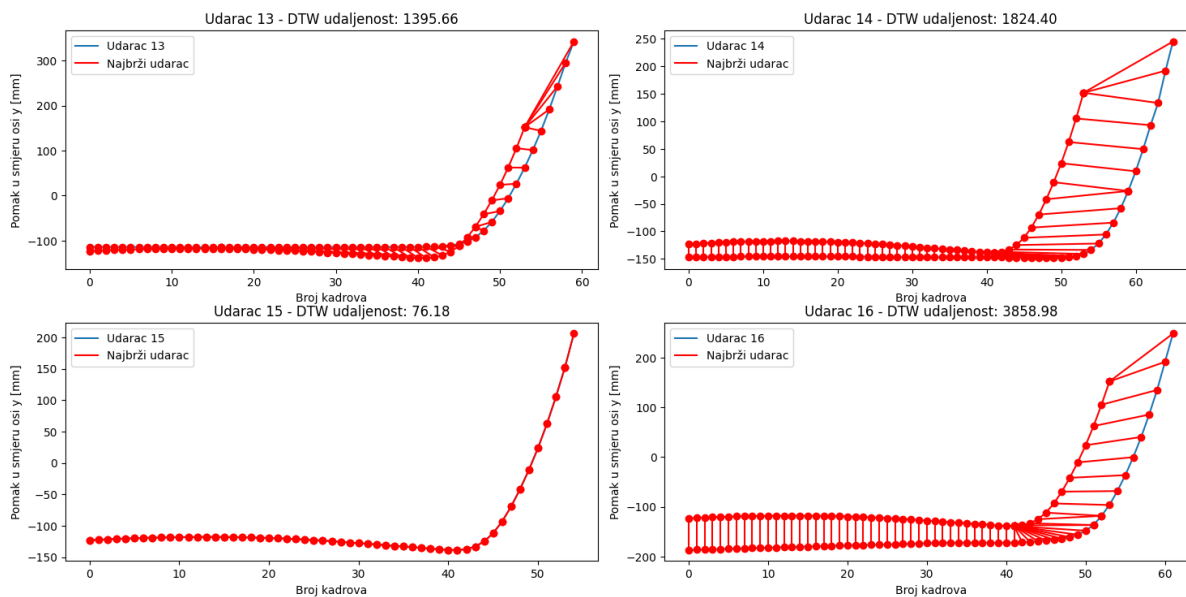 Udarac 13 - DTW udaljenost: 1395.66
Udarac 13
Najbrži udarac
Pomak u smjeru osi y [mm]
300
200
100
0
−100
0 10 20 30 40 50 60
Broj kadrova
Udarac 14 - DTW udaljenost: 1824.40
Udarac 14
Najbrži udarac
Pomak u smjeru osi y [mm]
250
200
150
100
50
0
−50
−100
−150
0 10 20 30 40 50 60
Broj kadrova
Udarac 15 - DTW udaljenost: 76.18
Udarac 15
Najbrži udarac
Pomak u smjeru osi y [mm]
200
150
100
50
0
−50
−100
−150
0 10 20 30 40 50
Broj kadrova
Udarac 16 - DTW udaljenost: 3858.98
Udarac 16
Najbrži udarac
Pomak u smjeru osi y [mm]
200
100
0
−100
−200
0 10 20 30 40 50 60
Broj kadrova